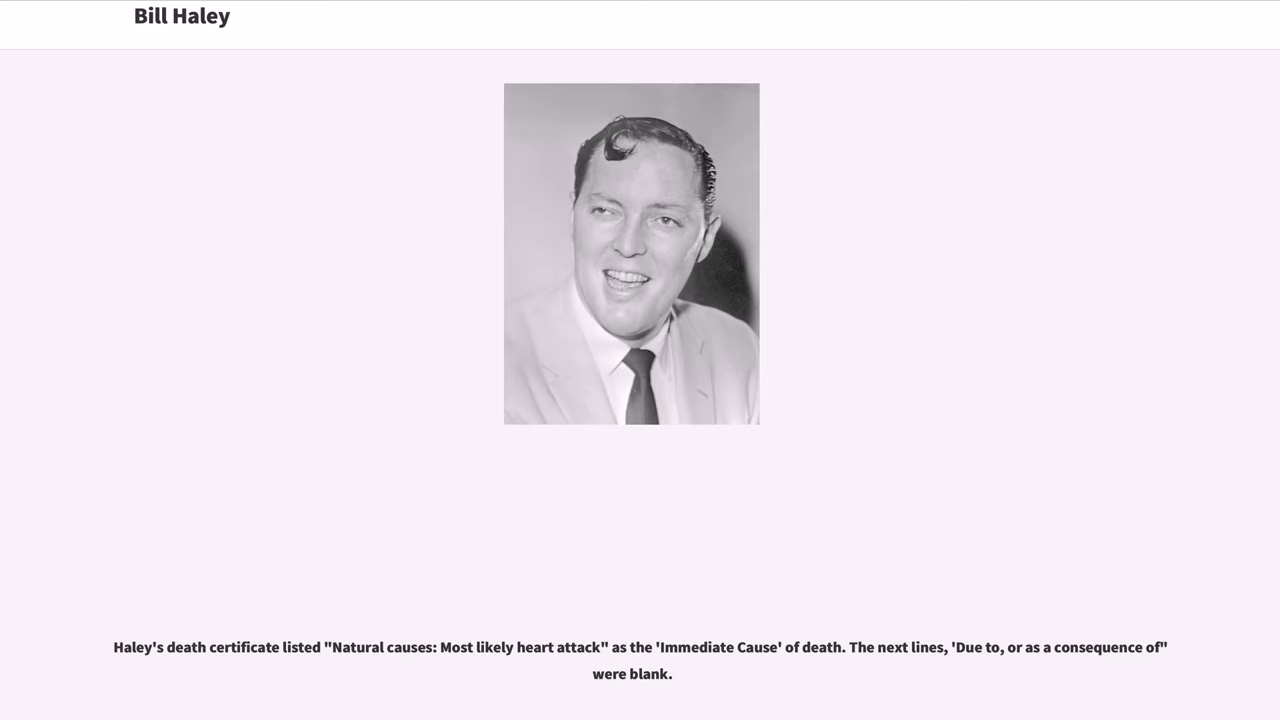 Bill Haley
Haley's death certificate listed "Natural causes: Most likely heart attack" as the 'Immediate Cause' of death. The next lines, 'Due to, or as a consequence of"
were blank.